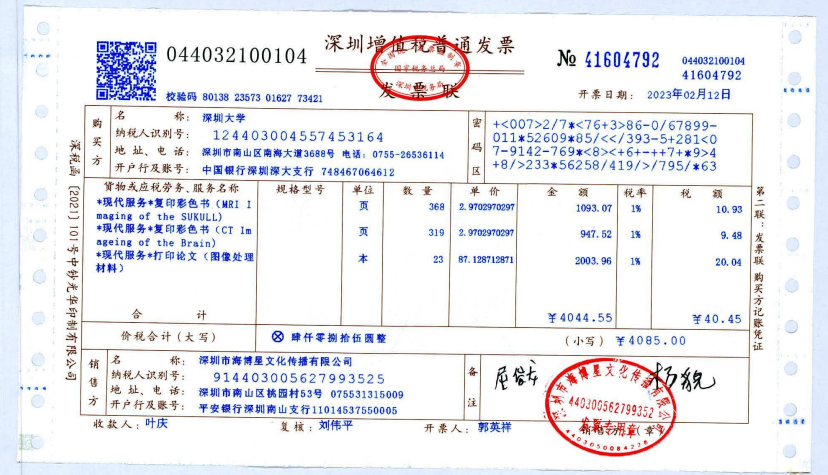 深圳增值税普通发票
发票联
044032100104
№ 41604792
044032100104
41604792
校验码 80138 23573 01627 73421
开票日期: 2023年02月12日
购买方
名 称: 深圳大学
纳税人识别号: 124403004557453164
地 址、电 话: 深圳市南山区南海大道3688号 电话: 0755-26536114
开户行及账号: 中国银行深圳深大支行 748467064612
密码区
+<007>2/7*<76+3>86-0/67899-
011*52609*85/<</393-5+281<0
7-9142-769*<8><+6+-++7+*9>4
+8/>233*56258/419/>/795/*63
货物或应税劳务、服务名称 规格型号 单位 数 量 单 价 金 额 税率 税 额
*现代服务*复印彩色书(MRI I 页 368 2.9702970297 1093.07 1% 10.93
maging of the SUKULL)
*现代服务*复印彩色书(CT Im 页 319 2.9702970297 947.52 1% 9.48
ageing of the Brain)
*现代服务*打印论文(图像处理 本 23 87.128712871 2003.96 1% 20.04
材料)
合 计 ¥4044.55 ¥40.45
价税合计(大写) ⊗ 肆仟零捌拾伍圆整 (小写) ¥4085.00
销售方
名 称: 深圳市海博星文化传播有限公司
纳税人识别号: 914403005627993525
地 址、电 话: 深圳市南山区桃园村53号 075531315009
开户行及账号: 平安银行深圳南山支行11014537550005
备注
收款人: 叶庆 复核: 刘伟平 开票人: 郭英祥 销售方:(章)
深圳市海博星文化传播有限公司
440300562799352
发票专用章
4403050084228
国家税务总局
第二联:发票联 购买方记账凭证
深税函〔2021〕101号中钞光华印制有限公司